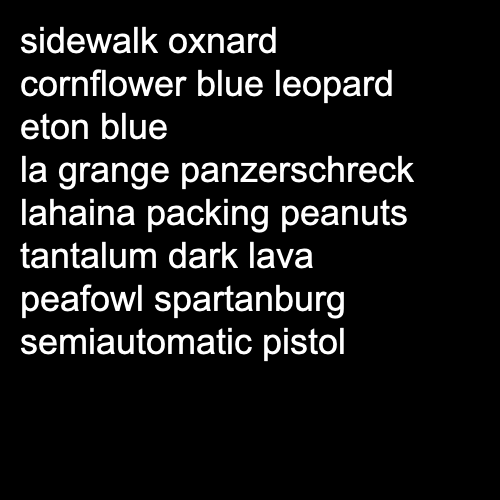 sidewalk oxnard
cornflower blue leopard
eton blue
la grange panzerschreck
lahaina packing peanuts
tantalum dark lava
peafowl spartanburg
semiautomatic pistol